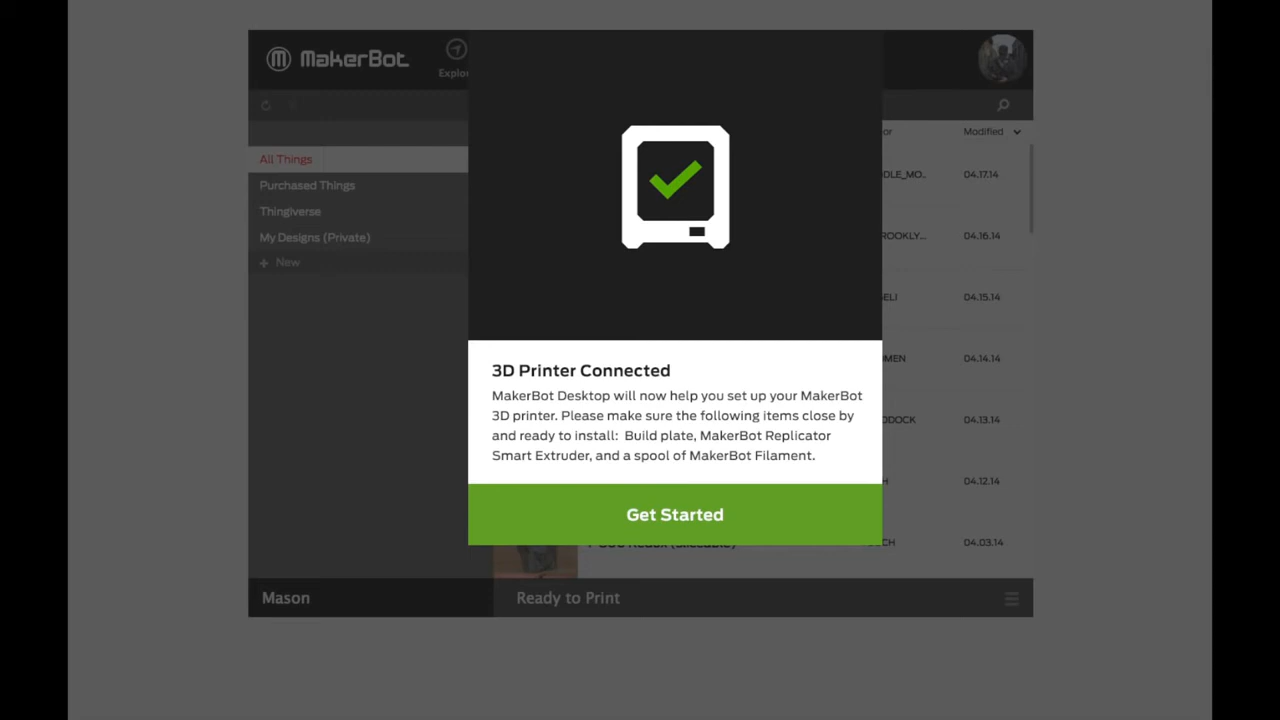 MakerBot
Explo
Modified
All Things
04.17.14
Purchased Things
Thingiverse
04.16.14
My Designs (Private)
New
04.15.14
04.14.14
3D Printer Connected
MakerBot Desktop will now help you set up your MakerBot
3D printer. Please make sure the following items close by
and ready to install: Build plate, MakerBot Replicator
Smart Extruder, and a spool of MakerBot Filament.
04.13.14
04.12.14
Get Started
04.03.14
Mason
Ready to Print